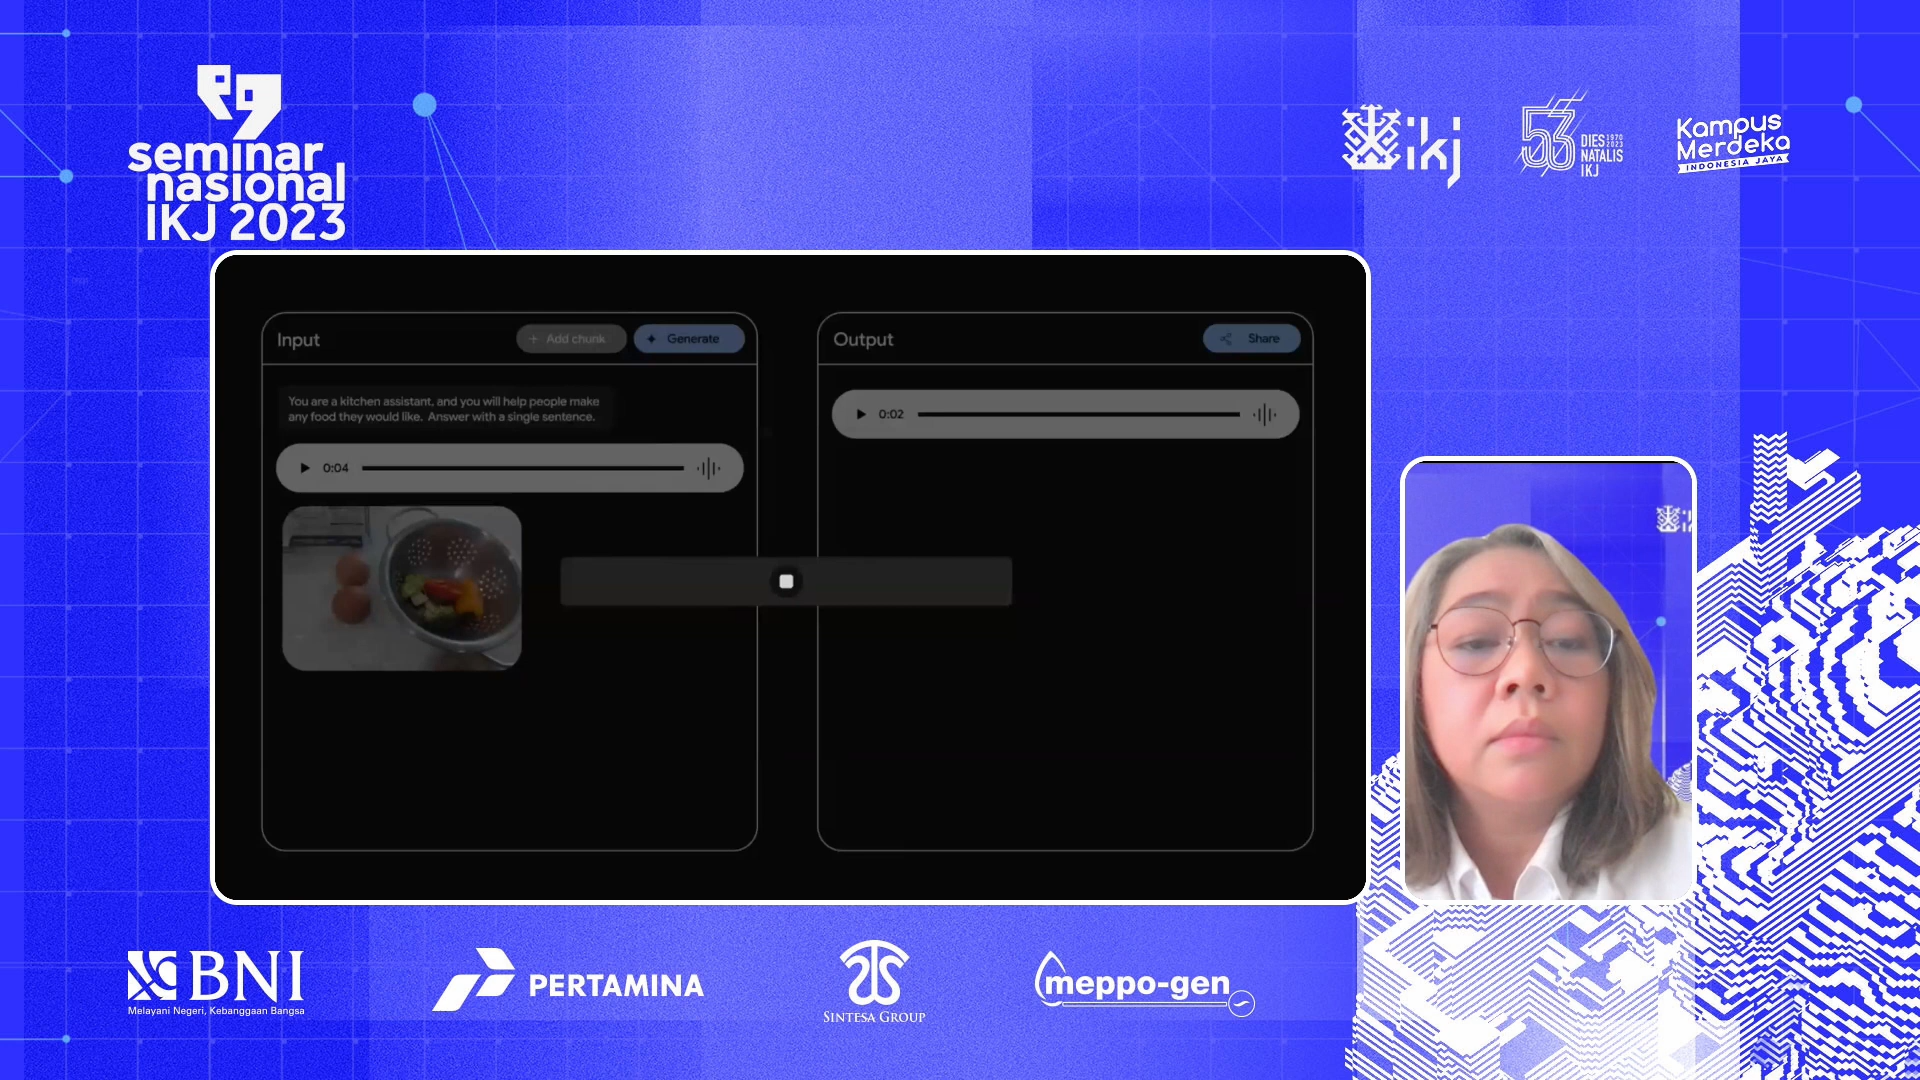 seminar
nasional
IKJ 2023
ikj
53
DIES 1970
2023
NATALIS
IKJ
Kampus
Merdeka
INDONESIA JAYA
Input
+ Add chunk
Generate
You are a kitchen assistant, and you will help people make
any food they would like. Answer with a single sentence.
0:04
Output
Share
0:02
BNI
Melayani Negeri, Kebanggaan Bangsa
PERTAMINA
SINTESA GROUP
meppo-gen